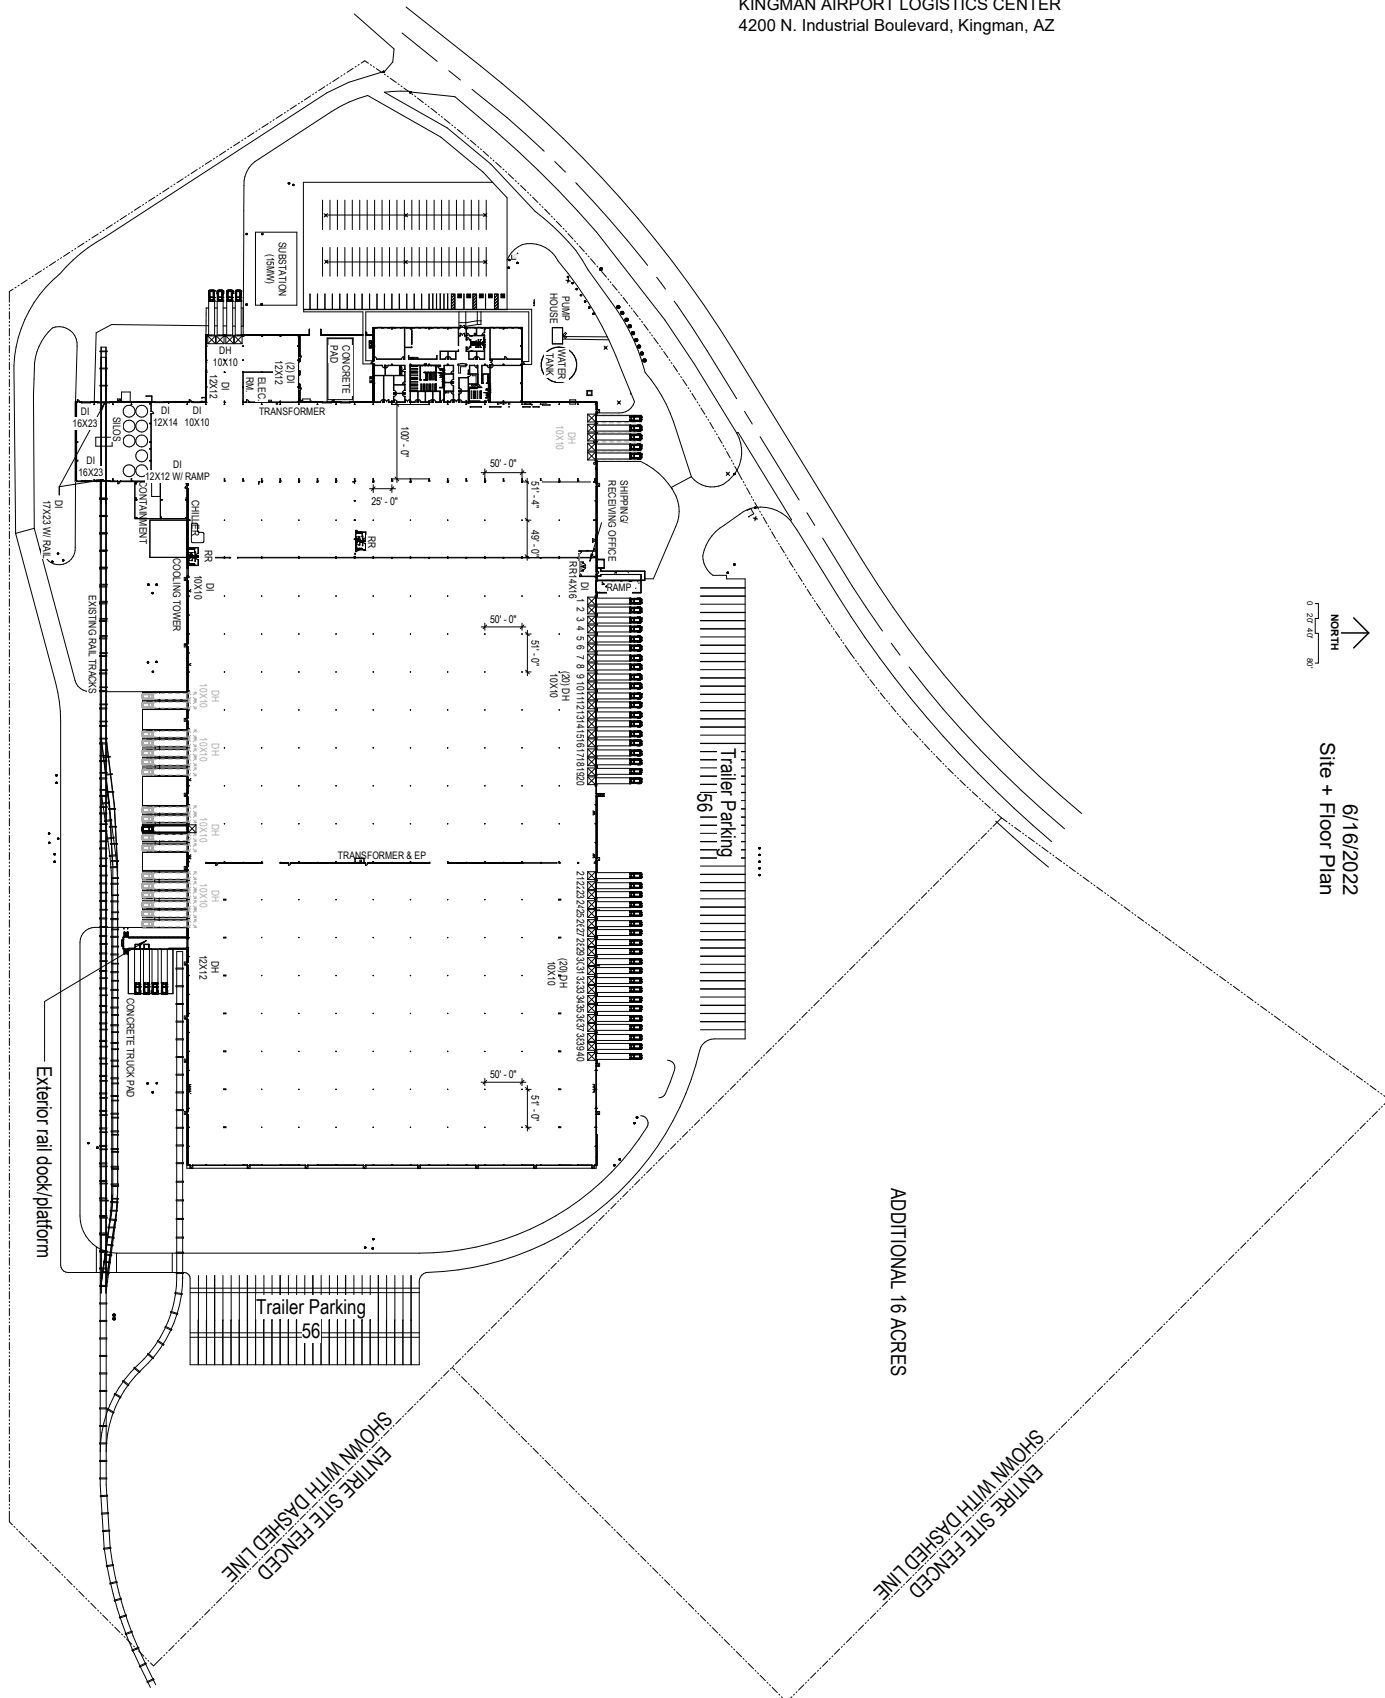 KINGMAN AIRPORT LOGISTICS CENTER
4200 N. Industrial Boulevard, Kingman, AZ
NORTH
0 20' 40' 80'
6/16/2022
Site + Floor Plan
SUBSTATION
(15MW)
PUMP
HOUSE
WATER
TANK
CONCRETE
PAD
DH
10X10
DI
12X12
(2) DI
12X12
ELEC.
RM.
TRANSFORMER
DI
16X23
SILOS
DI
12X14
DI
10X10
DI
16X23
DI
12X12 W/ RAMP
DI
17X23 W/ RAIL
CONTAINMENT
CHILLER
COOLING TOWER
RR
DI
10X10
RR
100' - 0"
50' - 0"
25' - 0"
51' - 4"
49' - 0"
DH
10X10
SHIPPING/
RECEIVING OFFICE
RR
DI
14X16
RAMP
1
2
3
4
5
6
7
8
9
10
11
12
13
14
15
16
17
18
19
20
(20) DH
10X10
50' - 0"
51' - 0"
Trailer Parking
56
EXISTING RAIL TRACKS
DH
10X10
DH
10X10
DH
10X10
DH
10X10
TRANSFORMER & EP
21
22
23
24
25
26
27
28
29
30
31
32
33
34
35
36
37
38
39
40
(20) DH
10X10
DH
12X12
CONCRETE TRUCK PAD
Exterior rail dock/platform
50' - 0"
51' - 0"
Trailer Parking
56
ADDITIONAL 16 ACRES
ENTIRE SITE FENCED
SHOWN WITH DASHED LINE
ENTIRE SITE FENCED
SHOWN WITH DASHED LINE